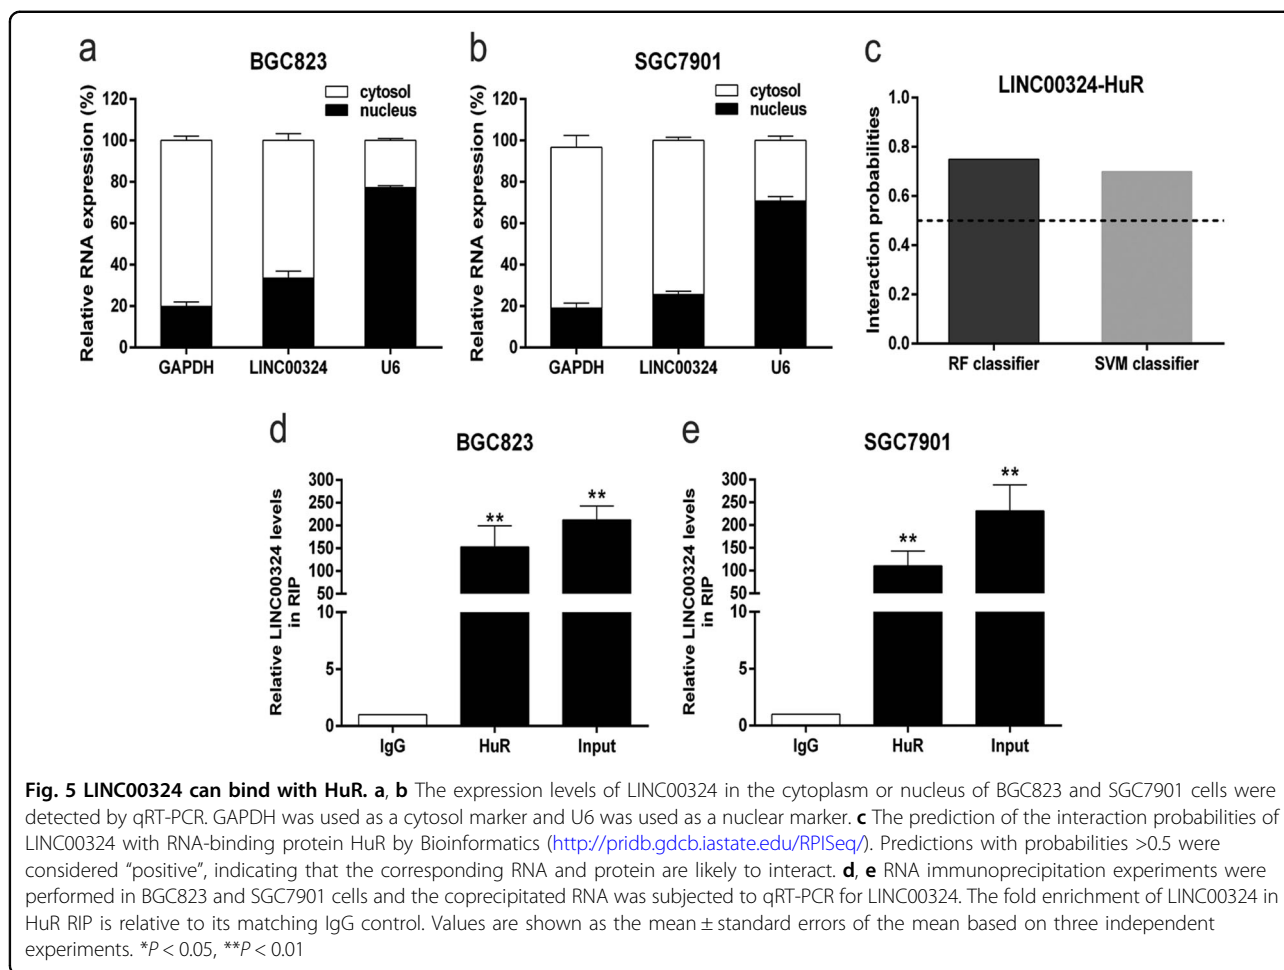 a
BGC823
cytosol
nucleus
Relative RNA expression (%)
120
100
80
60
40
20
0
GAPDH LINC00324 U6
b
SGC7901
cytosol
nucleus
Relative RNA expression (%)
120
100
80
60
40
20
0
GAPDH LINC00324 U6
c
LINC00324-HuR
Interaction probabilities
1.0
0.8
0.6
0.4
0.2
0.0
RF classifier SVM classifier
d
BGC823
Relative LINC00324 levels
in RIP
300
250
200
150
100
50
10
5
0
**
**
IgG HuR Input
e
SGC7901
Relative LINC00324 levels
in RIP
300
250
200
150
100
50
10
5
0
**
**
IgG HuR Input
Fig. 5 LINC00324 can bind with HuR. a, b The expression levels of LINC00324 in the cytoplasm or nucleus of BGC823 and SGC7901 cells were
detected by qRT-PCR. GAPDH was used as a cytosol marker and U6 was used as a nuclear marker. c The prediction of the interaction probabilities of
LINC00324 with RNA-binding protein HuR by Bioinformatics (http://pridb.gdcb.iastate.edu/RPISeq/). Predictions with probabilities >0.5 were
considered “positive”, indicating that the corresponding RNA and protein are likely to interact. d, e RNA immunoprecipitation experiments were
performed in BGC823 and SGC7901 cells and the coprecipitated RNA was subjected to qRT-PCR for LINC00324. The fold enrichment of LINC00324 in
HuR RIP is relative to its matching IgG control. Values are shown as the mean ± standard errors of the mean based on three independent
experiments. *P < 0.05, **P < 0.01